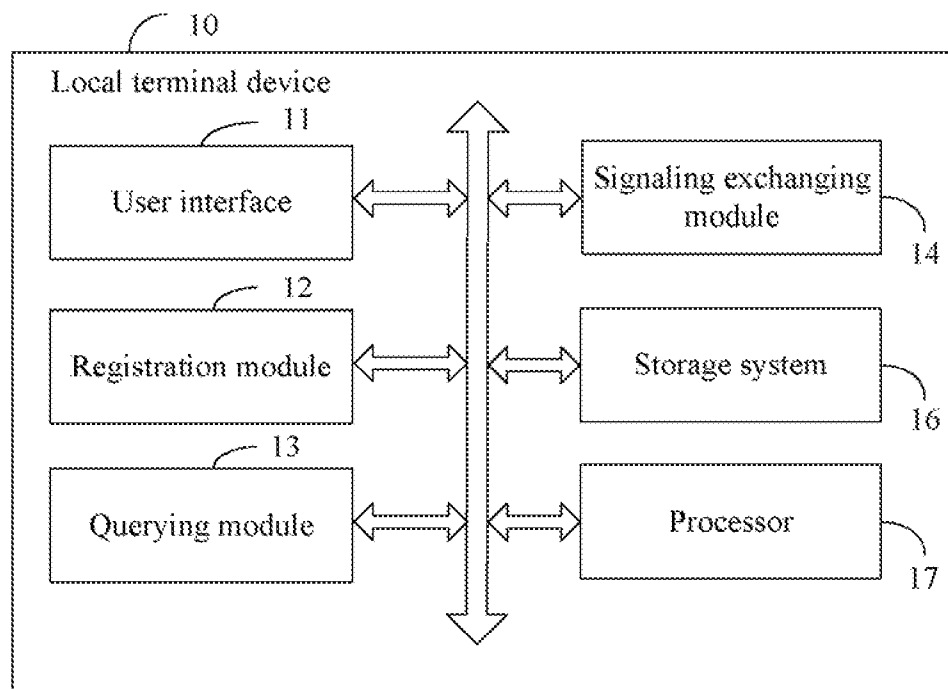 10
Local terminal device
11
User interface
Signaling exchanging
module
14
12
Registration module
Storage system
16
13
Querying module
Processor
17